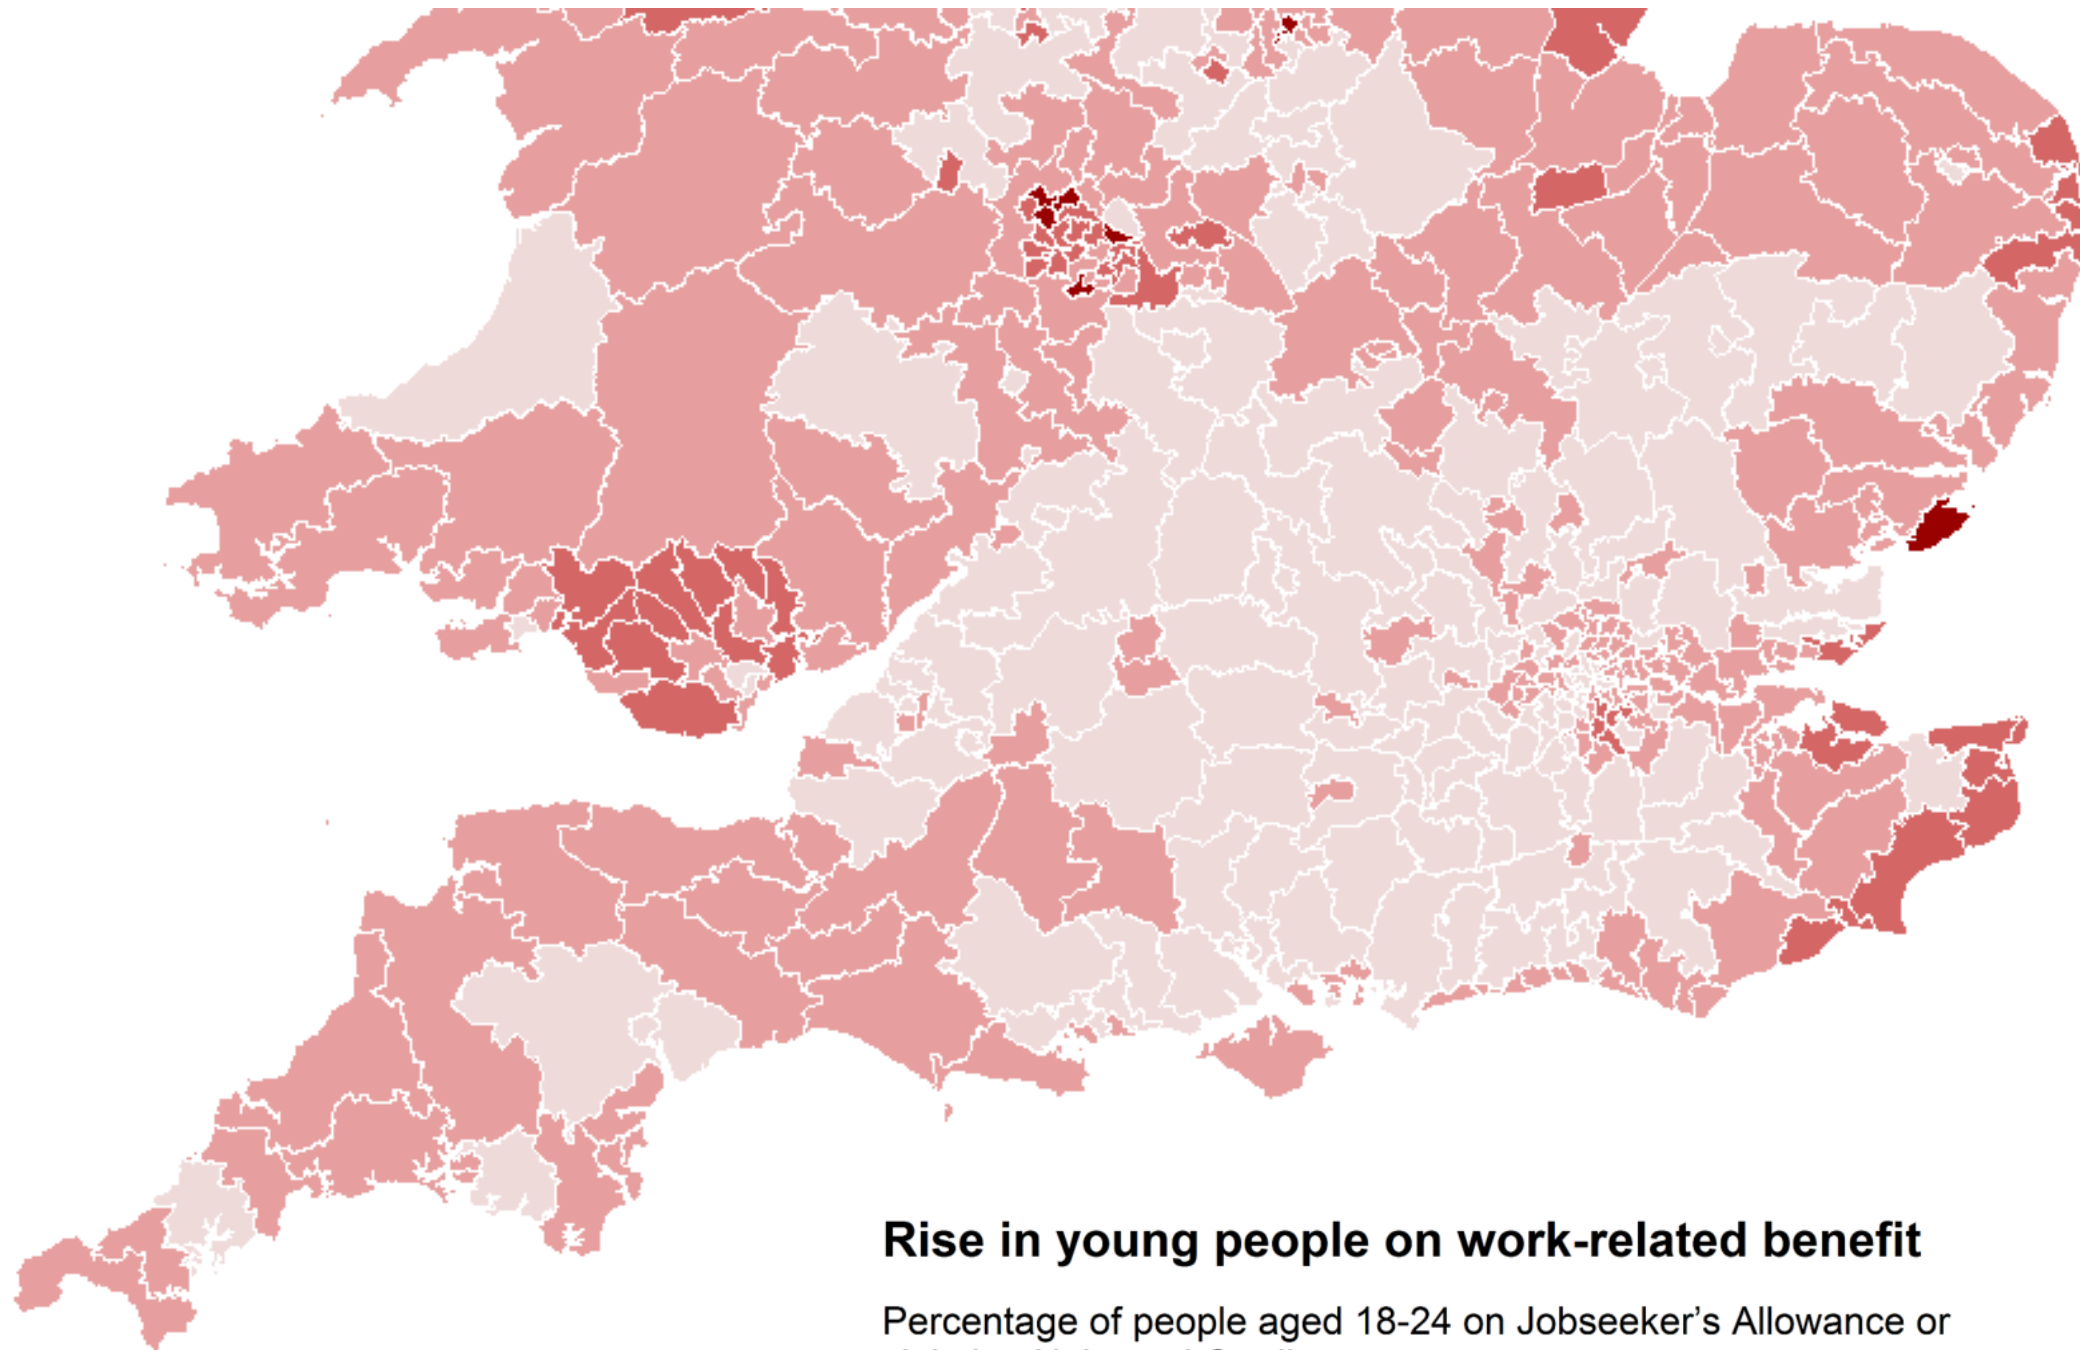 Rise in young people on work-related benefit
Percentage of people aged 18-24 on Jobseeker’s Allowance or